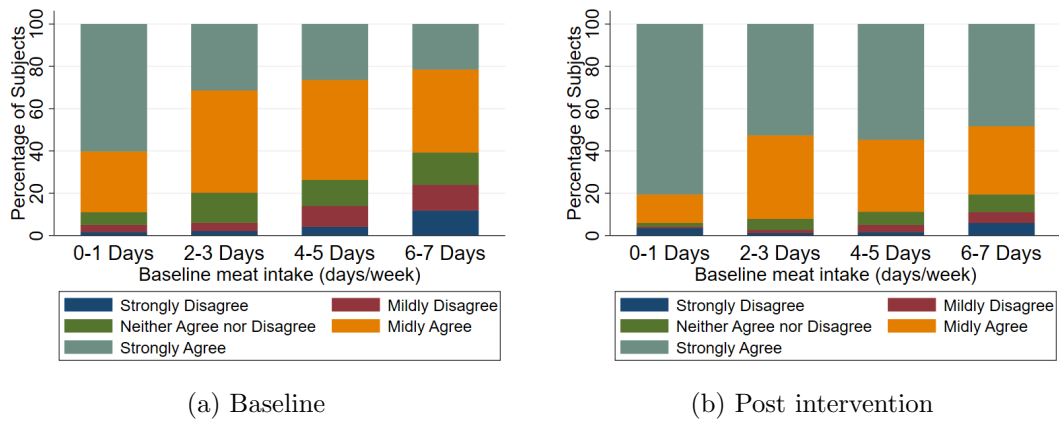 Percentage of Subjects
100
80
60
40
20
0
0-1 Days 2-3 Days 4-5 Days 6-7 Days
Baseline meat intake (days/week)
Strongly Disagree Mildly Disagree
Neither Agree nor Disagree Midly Agree
Strongly Agree
(a) Baseline
Percentage of Subjects
100
80
60
40
20
0
0-1 Days 2-3 Days 4-5 Days 6-7 Days
Baseline meat intake (days/week)
Strongly Disagree Mildly Disagree
Neither Agree nor Disagree Midly Agree
Strongly Agree
(b) Post intervention